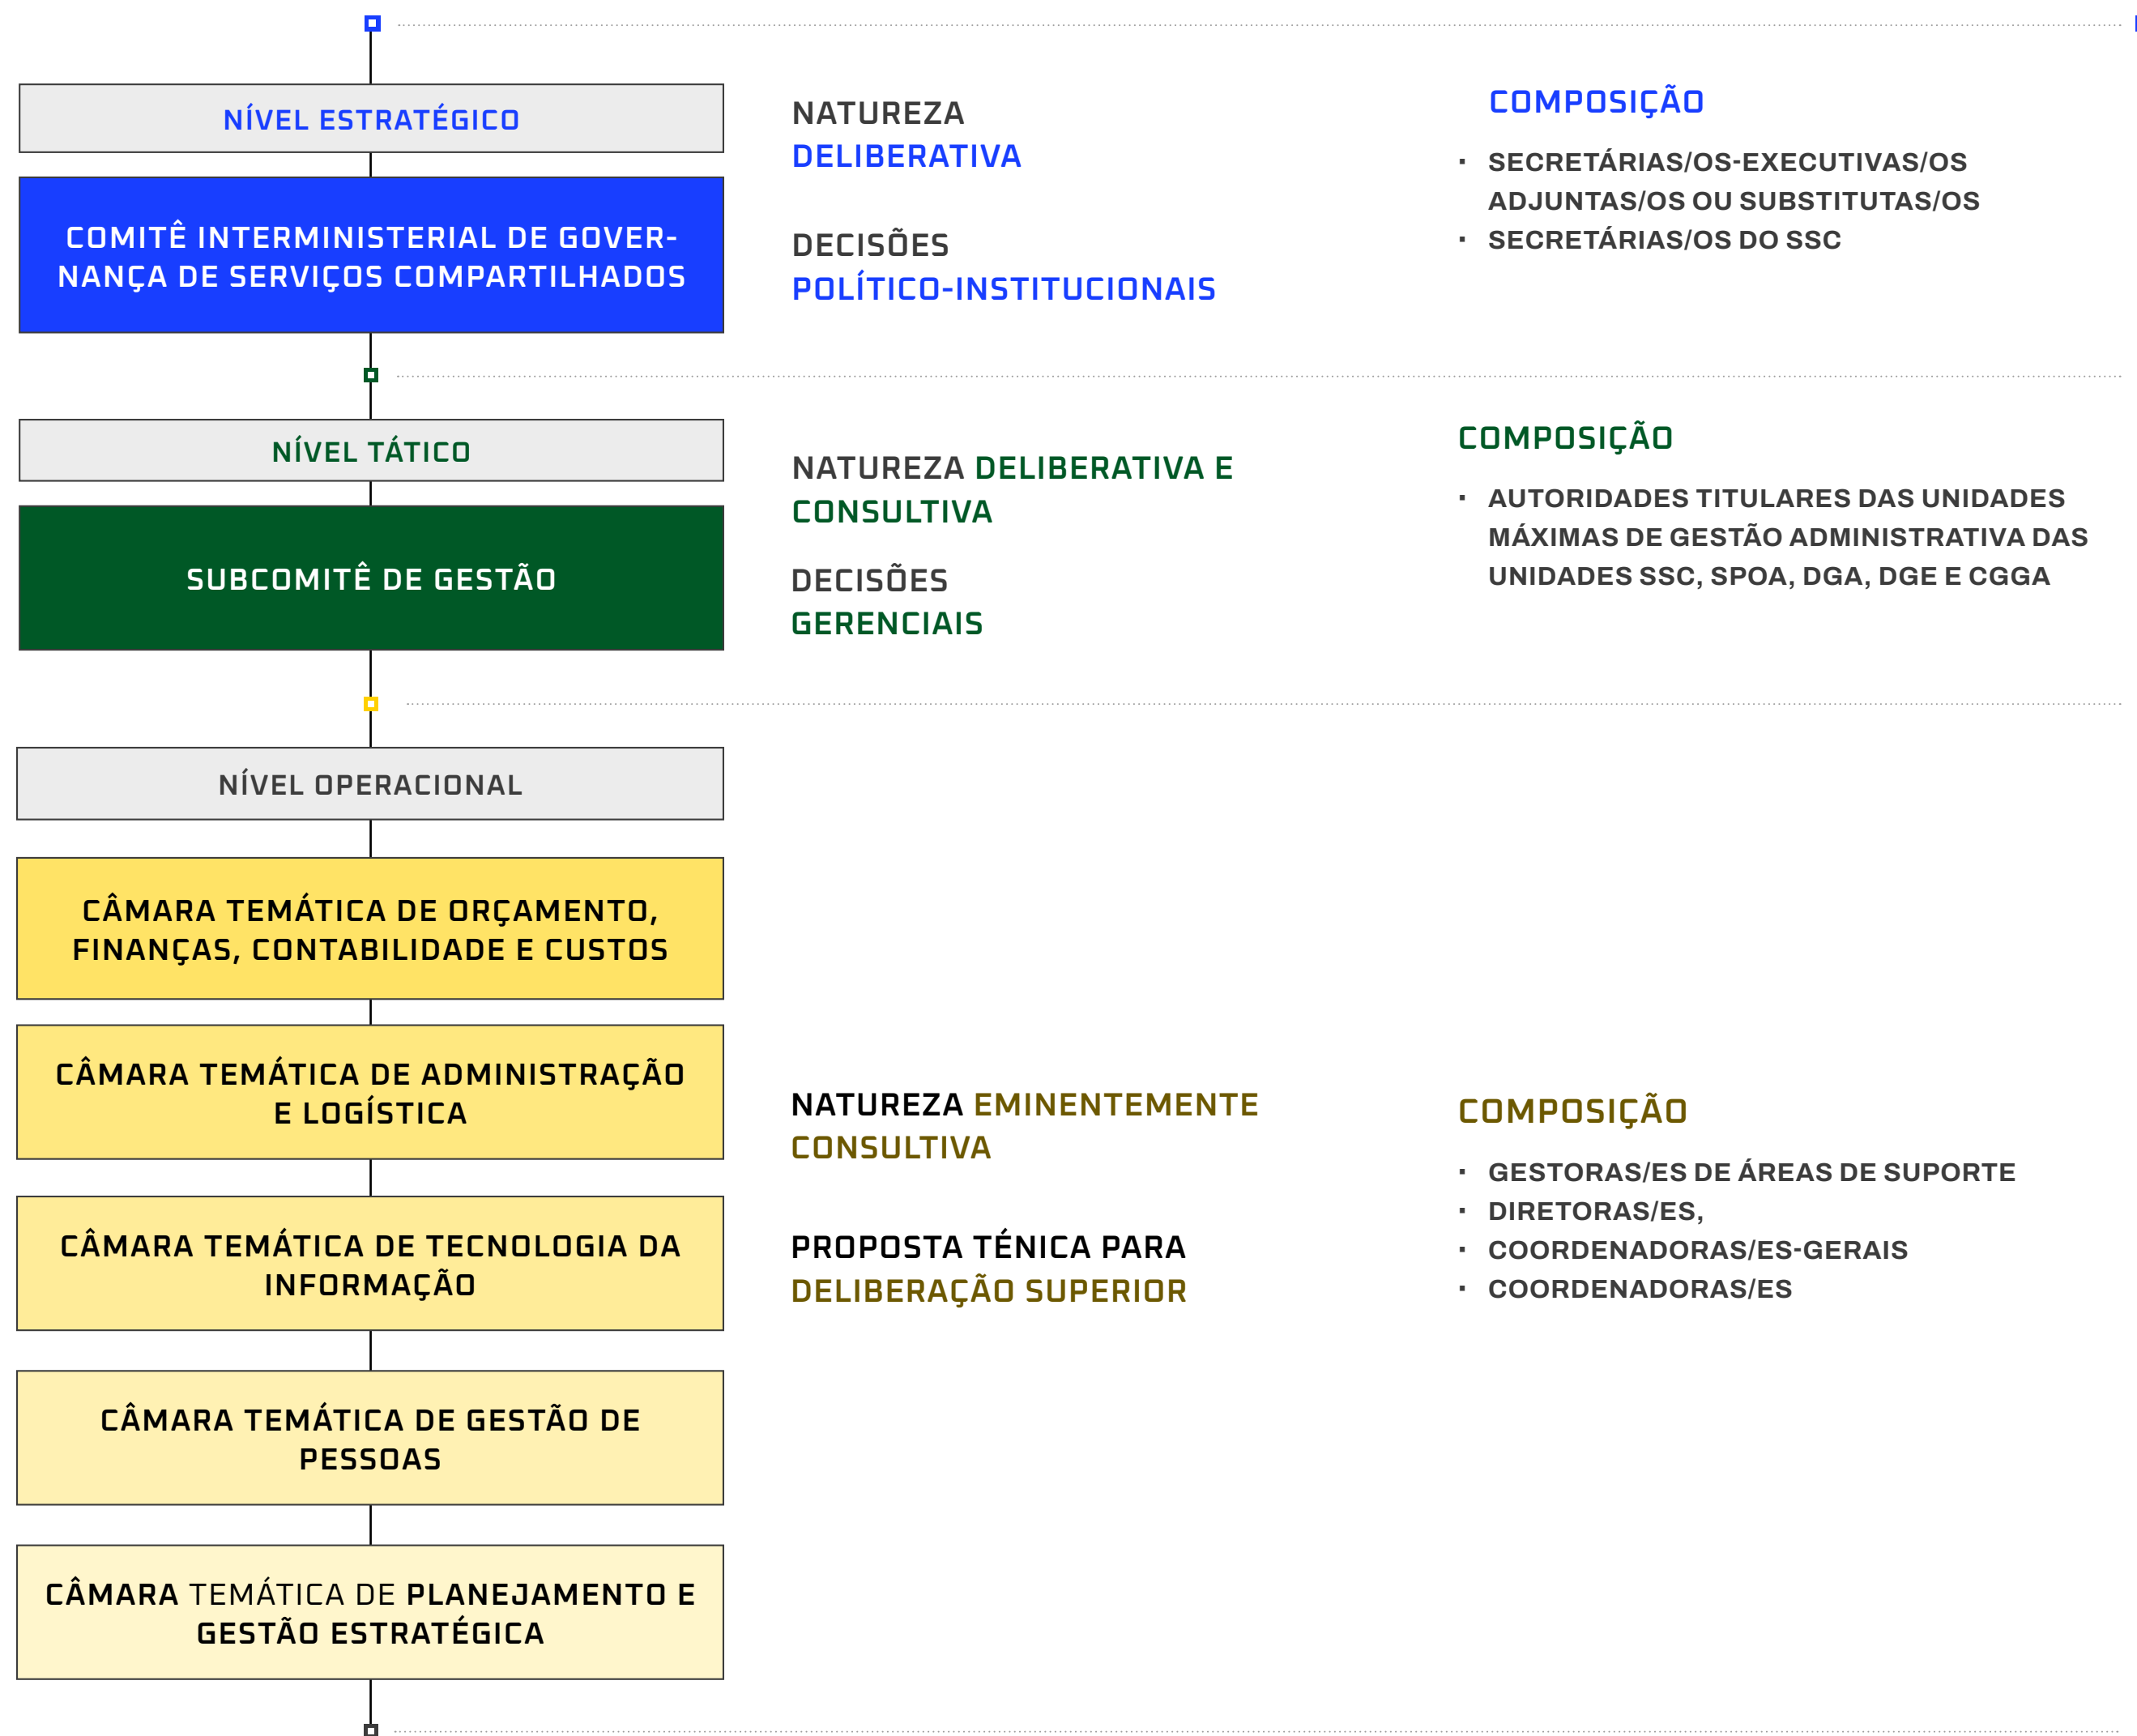 NÍVEL ESTRATÉGICO
COMITÊ INTERMINISTERIAL DE GOVER-
NANÇA DE SERVIÇOS COMPARTILHADOS
NATUREZA
DELIBERATIVA
DECISÕES
POLÍTICO-INSTITUCIONAIS
COMPOSIÇÃO
· SECRETÁRIAS/OS-EXECUTIVAS/OS
ADJUNTAS/OS OU SUBSTITUTAS/OS
· SECRETÁRIAS/OS DO SSC
NÍVEL TÁTICO
SUBCOMITÊ DE GESTÃO
NATUREZA DELIBERATIVA E
CONSULTIVA
DECISÕES
GERENCIAIS
COMPOSIÇÃO
· AUTORIDADES TITULARES DAS UNIDADES
MÁXIMAS DE GESTÃO ADMINISTRATIVA DAS
UNIDADES SSC, SPOA, DGA, DGE E CGGA
NÍVEL OPERACIONAL
CÂMARA TEMÁTICA DE ORÇAMENTO,
FINANÇAS, CONTABILIDADE E CUSTOS
CÂMARA TEMÁTICA DE ADMINISTRAÇÃO
E LOGÍSTICA
CÂMARA TEMÁTICA DE TECNOLOGIA DA
INFORMAÇÃO
CÂMARA TEMÁTICA DE GESTÃO DE
PESSOAS
CÂMARA TEMÁTICA DE PLANEJAMENTO E
GESTÃO ESTRATÉGICA
NATUREZA EMINENTEMENTE
CONSULTIVA
PROPOSTA TÉNICA PARA
DELIBERAÇÃO SUPERIOR
COMPOSIÇÃO
· GESTORAS/ES DE ÁREAS DE SUPORTE
· DIRETORAS/ES,
· COORDENADORAS/ES-GERAIS
· COORDENADORAS/ES